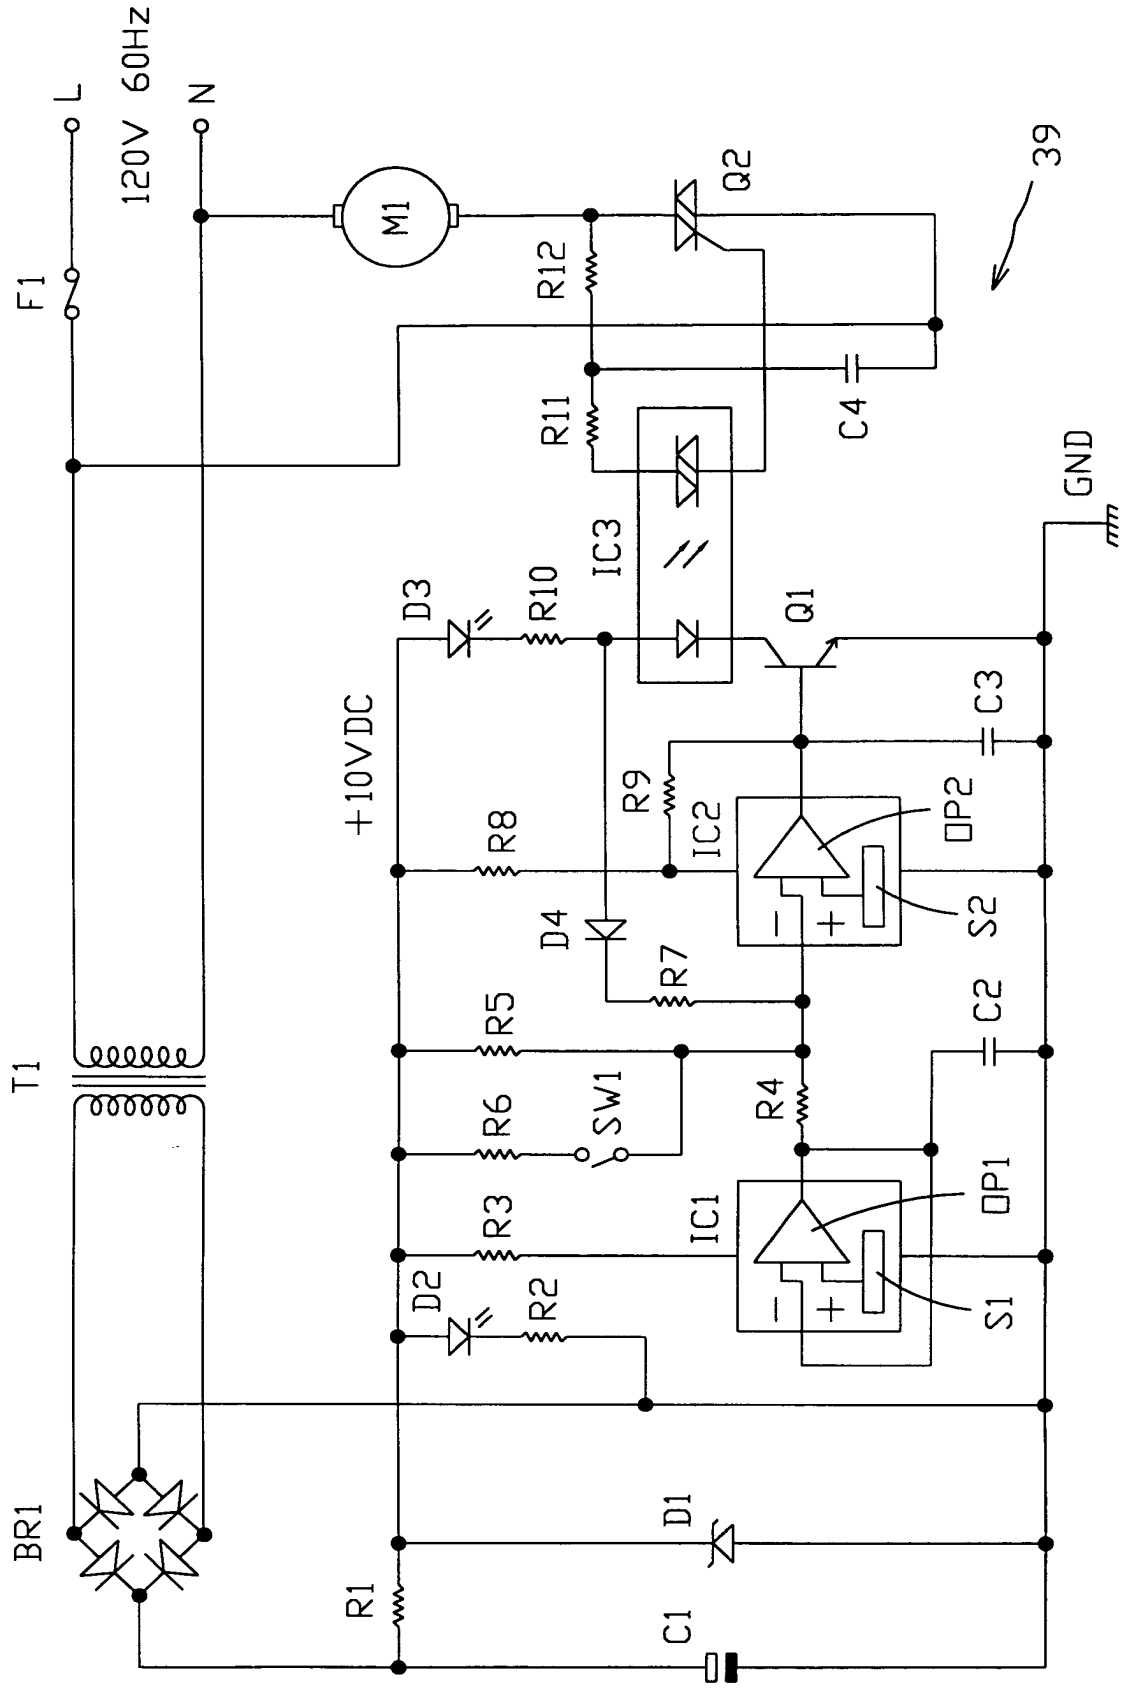 L
120V 60Hz
N
F1
M1
Q2
39
R12
R11
C4
GND
IC3
D3
R10
Q1
+10VDC
C3
R9
R8
IC2
OP2
D4
−
+
S2
R7
R5
C2
T1
SW1
R6
R4
OP1
IC1
R3
D2
R2
−
+
S1
BR1
D1
R1
C1